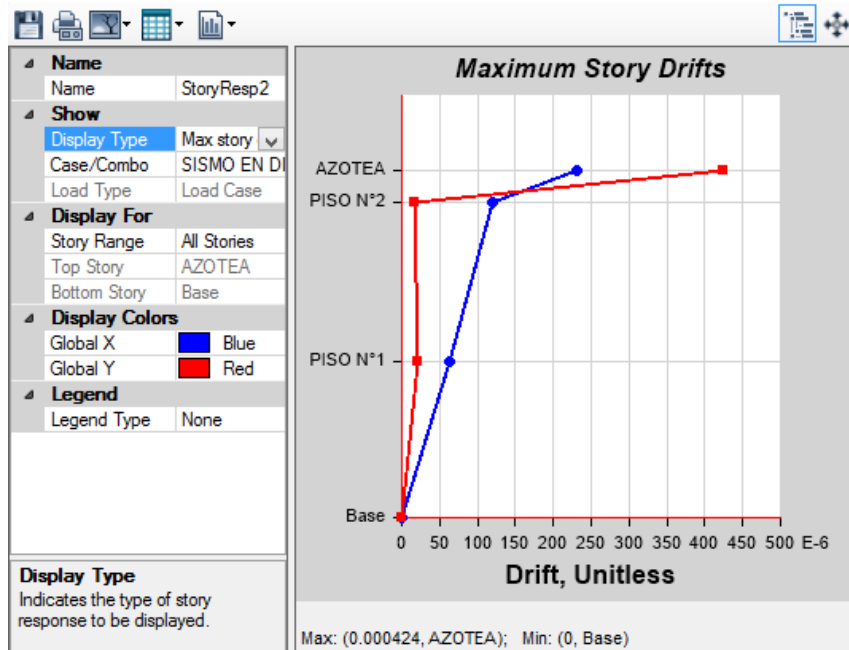 Name
Name StoryResp2
Show
Display Type Max story
Case/Combo SISMO EN DI
Load Type Load Case
Display For
Story Range All Stories
Top Story AZOTEA
Bottom Story Base
Display Colors
Global X Blue
Global Y Red
Legend
Legend Type None
Display Type
Indicates the type of story
response to be displayed.
Maximum Story Drifts
AZOTEA
PISO N°2
PISO N°1
Base
0 50 100 150 200 250 300 350 400 450 500 E-6
Drift, Unitless
Max: (0.000424, AZOTEA); Min: (0, Base)